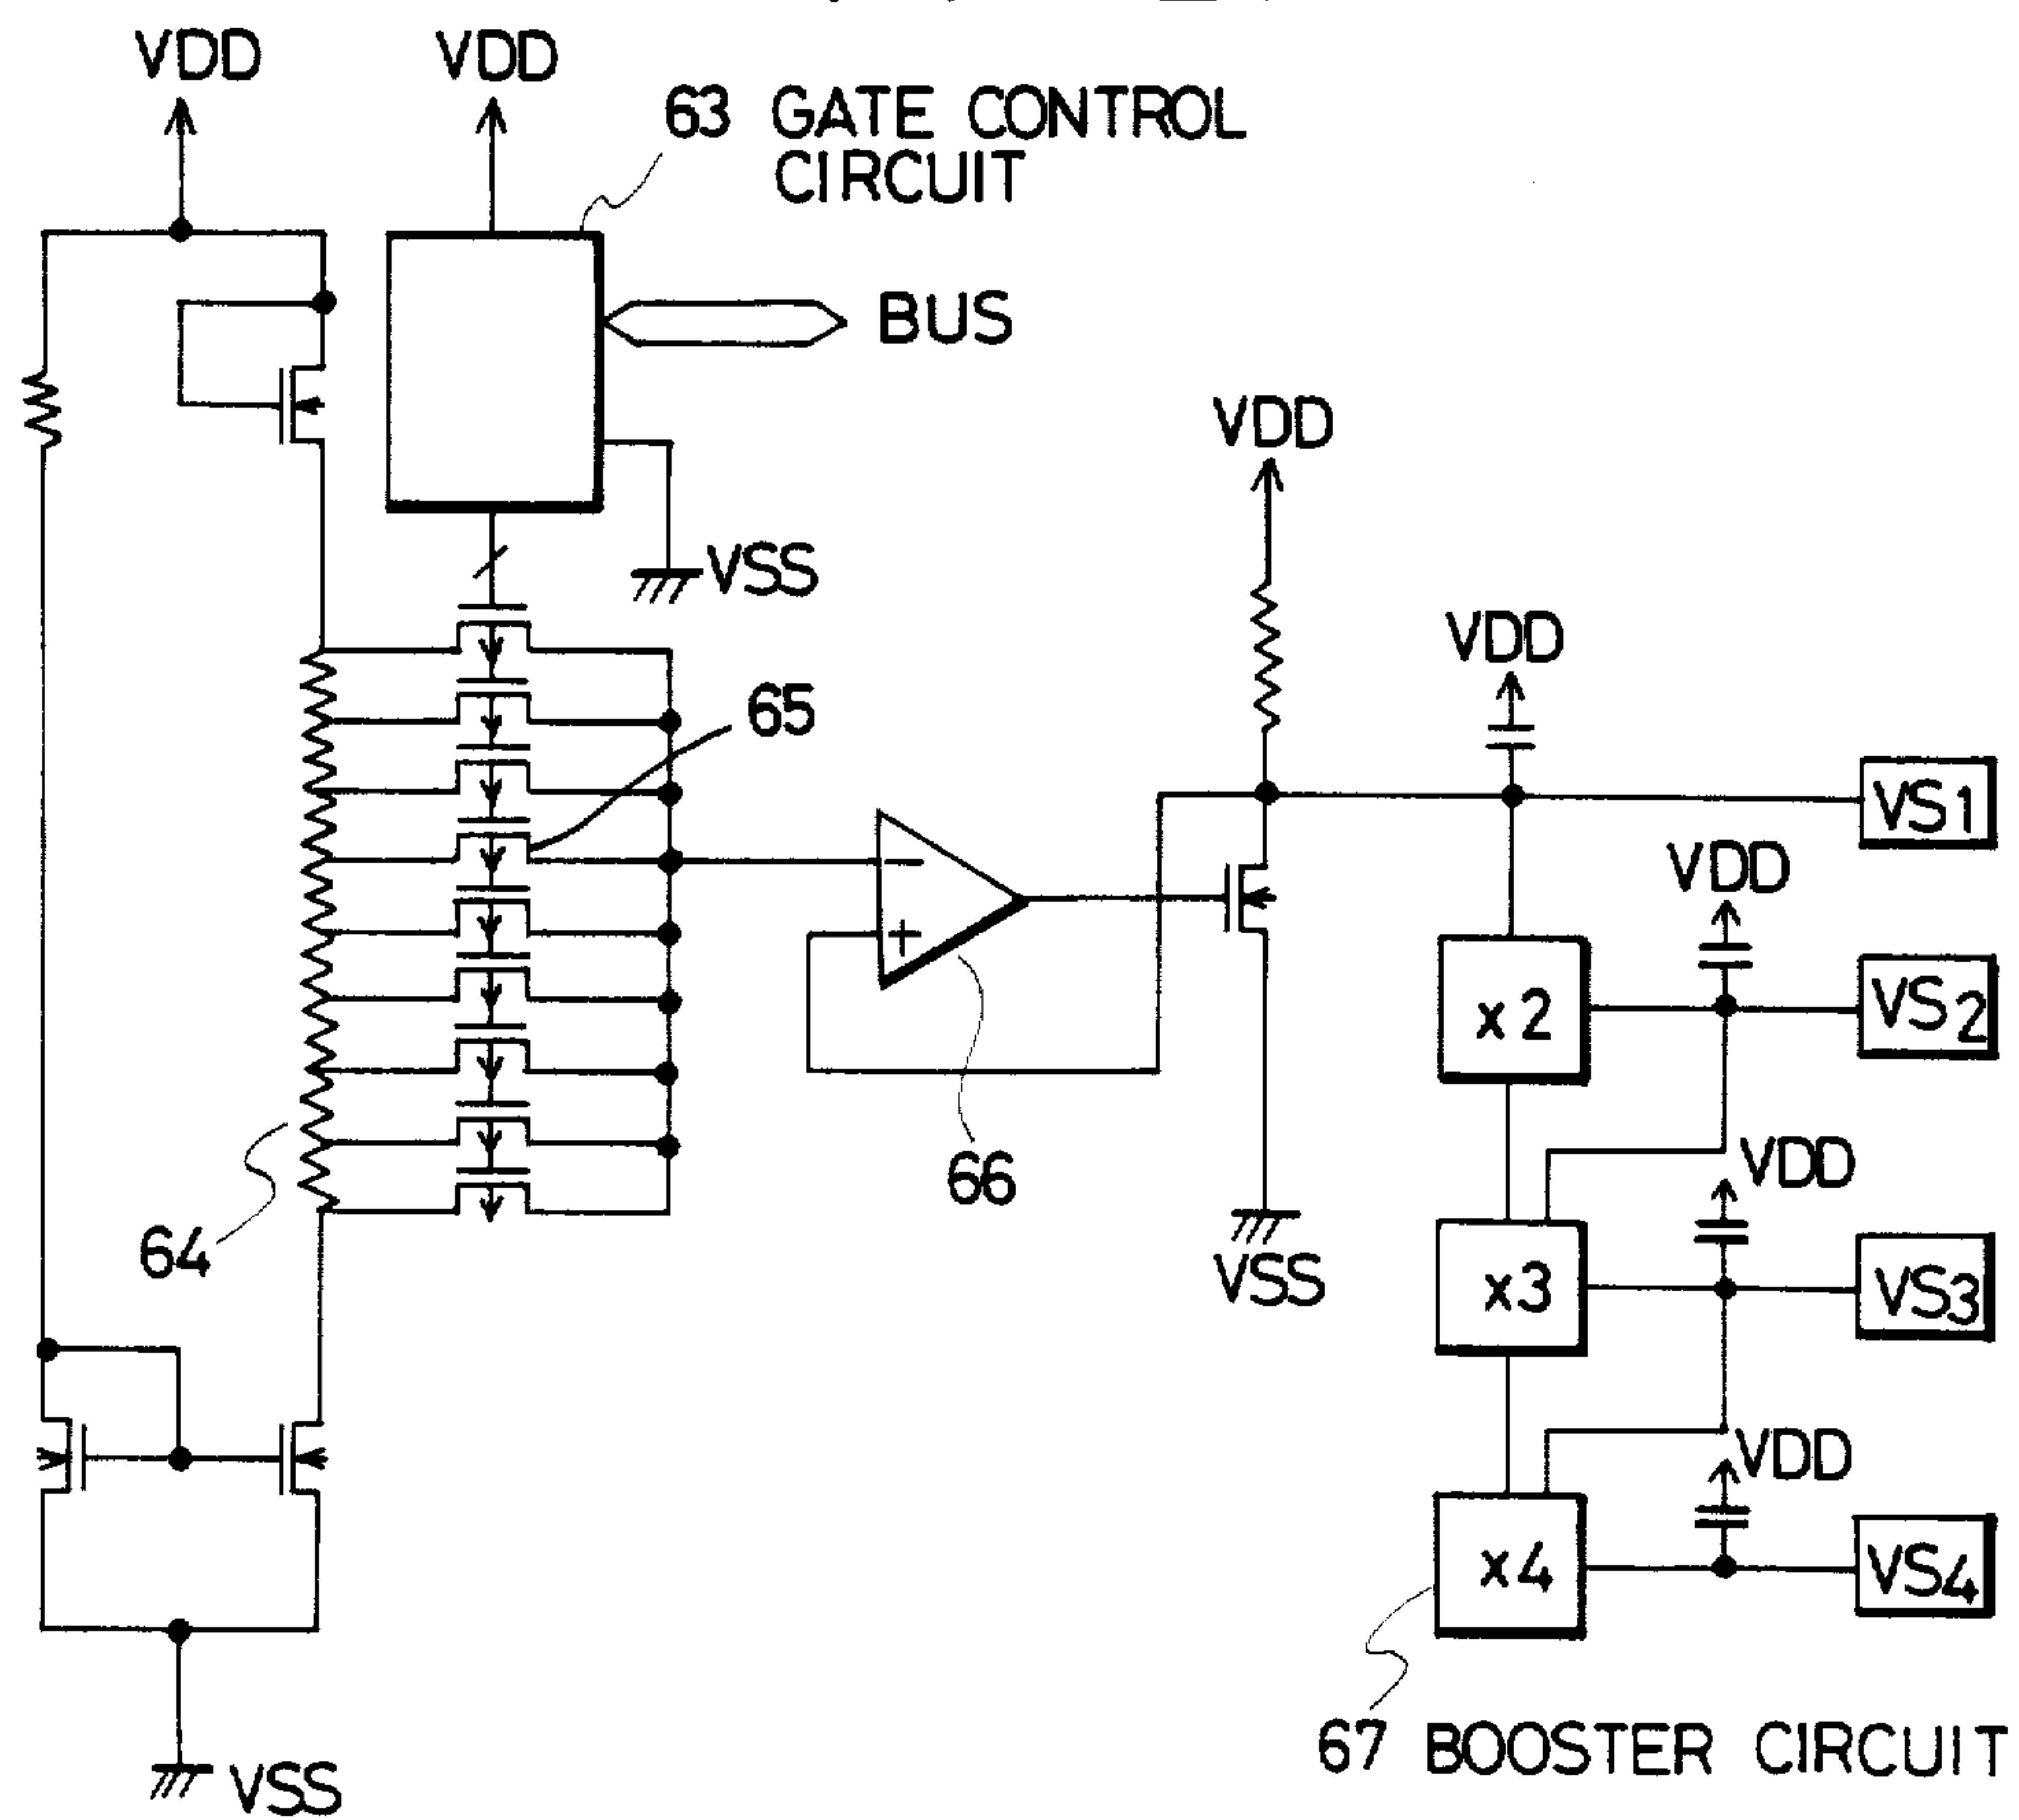 VDD
VDD
63 GATE CONTROL
CIRCUIT
BUS
VDD
VSS
VDD
65
VS1
VDD
−
+
x2
VS2
66
VDD
64
VSS
x3
VS3
VDD
x4
VS4
67 BOOSTER CIRCUIT
VSS